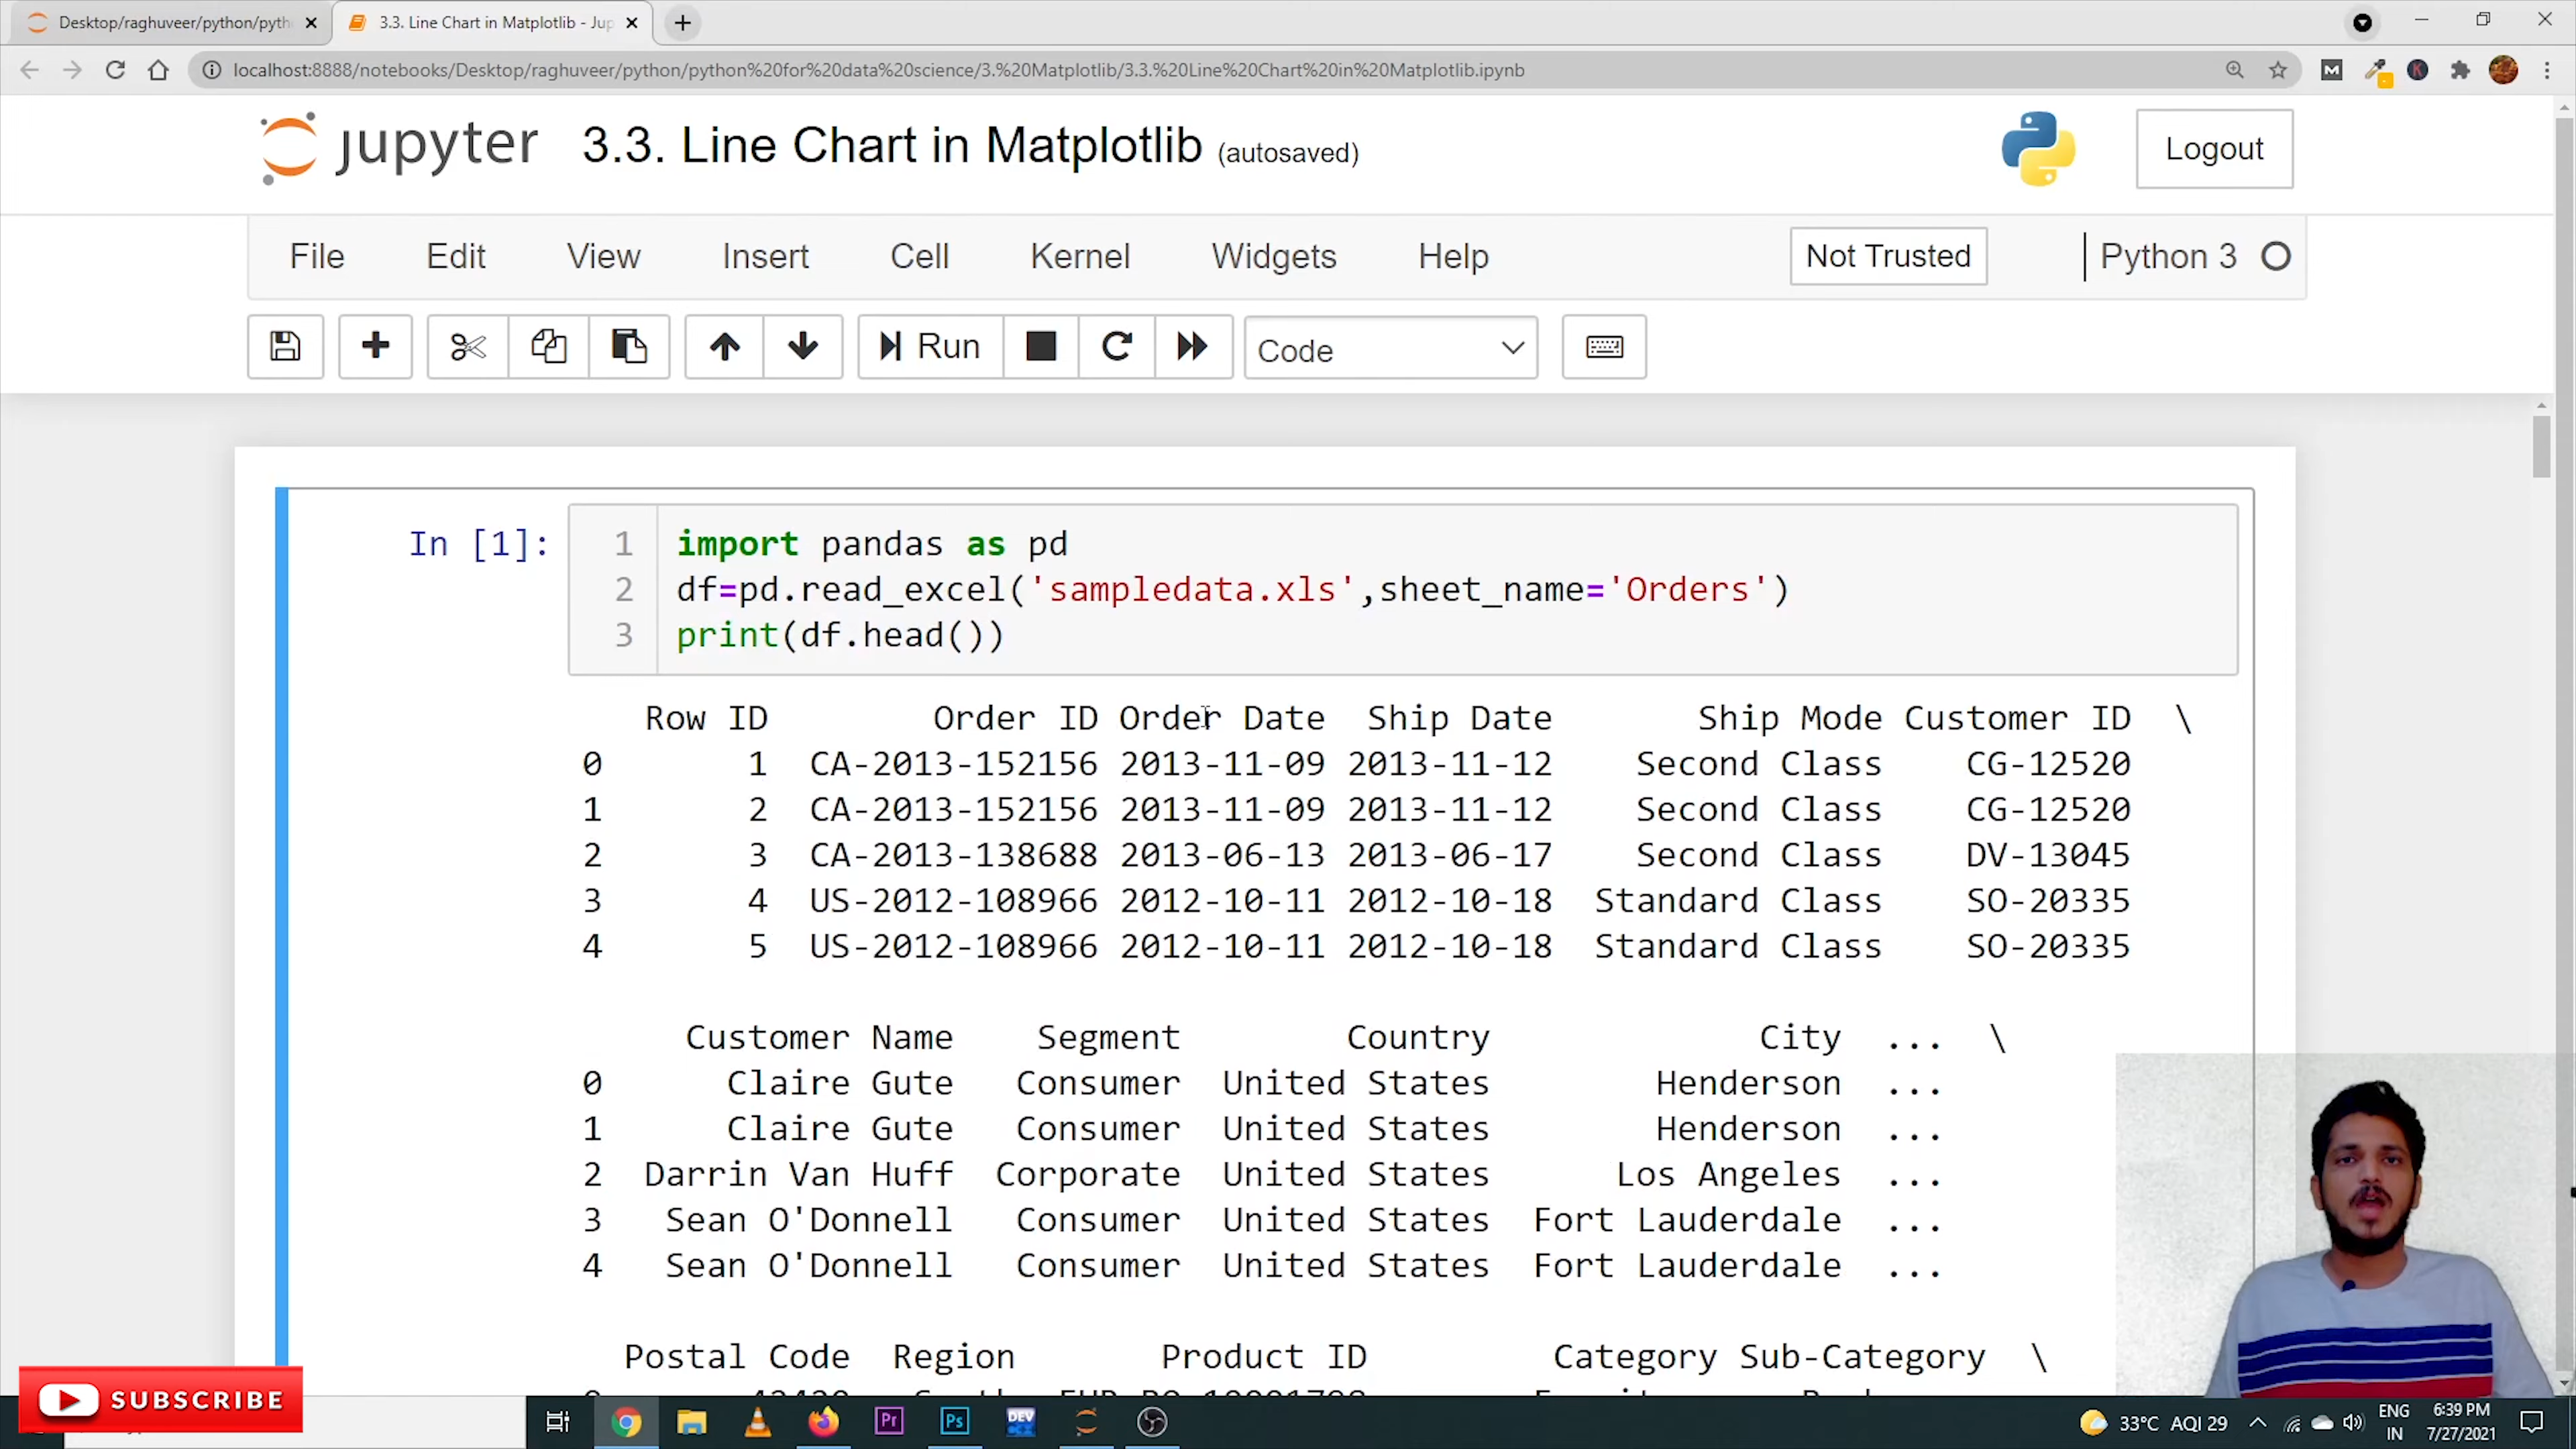 Desktop/raghuveer/python/pyth
3.3. Line Chart in Matplotlib - Jup
localhost:8888/notebooks/Desktop/raghuveer/python/python%20for%20data%20science/3.%20Matplotlib/3.3.%20Line%20Chart%20in%20Matplotlib.ipynb
jupyter 3.3. Line Chart in Matplotlib (autosaved)
Logout
File Edit View Insert Cell Kernel Widgets Help Not Trusted Python 3
Run Code
In [1]: 1 import pandas as pd
2 df=pd.read_excel('sampledata.xls',sheet_name='Orders')
3 print(df.head())
Row ID Order ID Order Date Ship Date Ship Mode Customer ID \
0 1 CA-2013-152156 2013-11-09 2013-11-12 Second Class CG-12520
1 2 CA-2013-152156 2013-11-09 2013-11-12 Second Class CG-12520
2 3 CA-2013-138688 2013-06-13 2013-06-17 Second Class DV-13045
3 4 US-2012-108966 2012-10-11 2012-10-18 Standard Class SO-20335
4 5 US-2012-108966 2012-10-11 2012-10-18 Standard Class SO-20335
Customer Name Segment Country City ... \
0 Claire Gute Consumer United States Henderson ...
1 Claire Gute Consumer United States Henderson ...
2 Darrin Van Huff Corporate United States Los Angeles ...
3 Sean O'Donnell Consumer United States Fort Lauderdale ...
4 Sean O'Donnell Consumer United States Fort Lauderdale ...
Postal Code Region Product ID Category Sub-Category \
SUBSCRIBE
Pr Ps DEV
33°C AQI 29
ENG
IN
6:39 PM
7/27/2021